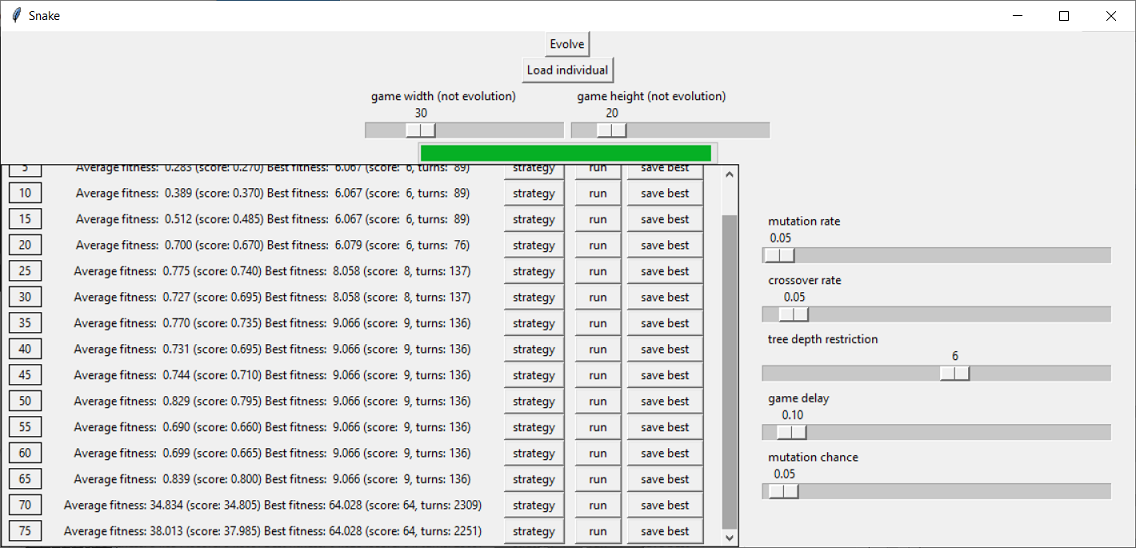 Snake
Evolve
Load individual
game width (not evolution) game height (not evolution)
30 20
5 Average fitness: 0.283 (score: 0.270) Best fitness: 6.067 (score: 6, turns: 89) strategy run save best
10 Average fitness: 0.389 (score: 0.370) Best fitness: 6.067 (score: 6, turns: 89) strategy run save best
15 Average fitness: 0.512 (score: 0.485) Best fitness: 6.067 (score: 6, turns: 89) strategy run save best
20 Average fitness: 0.700 (score: 0.670) Best fitness: 6.079 (score: 6, turns: 76) strategy run save best
25 Average fitness: 0.775 (score: 0.740) Best fitness: 8.058 (score: 8, turns: 137) strategy run save best
30 Average fitness: 0.727 (score: 0.695) Best fitness: 8.058 (score: 8, turns: 137) strategy run save best
35 Average fitness: 0.770 (score: 0.735) Best fitness: 9.066 (score: 9, turns: 136) strategy run save best
40 Average fitness: 0.731 (score: 0.695) Best fitness: 9.066 (score: 9, turns: 136) strategy run save best
45 Average fitness: 0.744 (score: 0.710) Best fitness: 9.066 (score: 9, turns: 136) strategy run save best
50 Average fitness: 0.829 (score: 0.795) Best fitness: 9.066 (score: 9, turns: 136) strategy run save best
55 Average fitness: 0.690 (score: 0.660) Best fitness: 9.066 (score: 9, turns: 136) strategy run save best
60 Average fitness: 0.699 (score: 0.665) Best fitness: 9.066 (score: 9, turns: 136) strategy run save best
65 Average fitness: 0.839 (score: 0.800) Best fitness: 9.066 (score: 9, turns: 136) strategy run save best
70 Average fitness: 34.834 (score: 34.805) Best fitness: 64.028 (score: 64, turns: 2309) strategy run save best
75 Average fitness: 38.013 (score: 37.985) Best fitness: 64.028 (score: 64, turns: 2251) strategy run save best
mutation rate
0.05
crossover rate
0.05
tree depth restriction
6
game delay
0.10
mutation chance
0.05